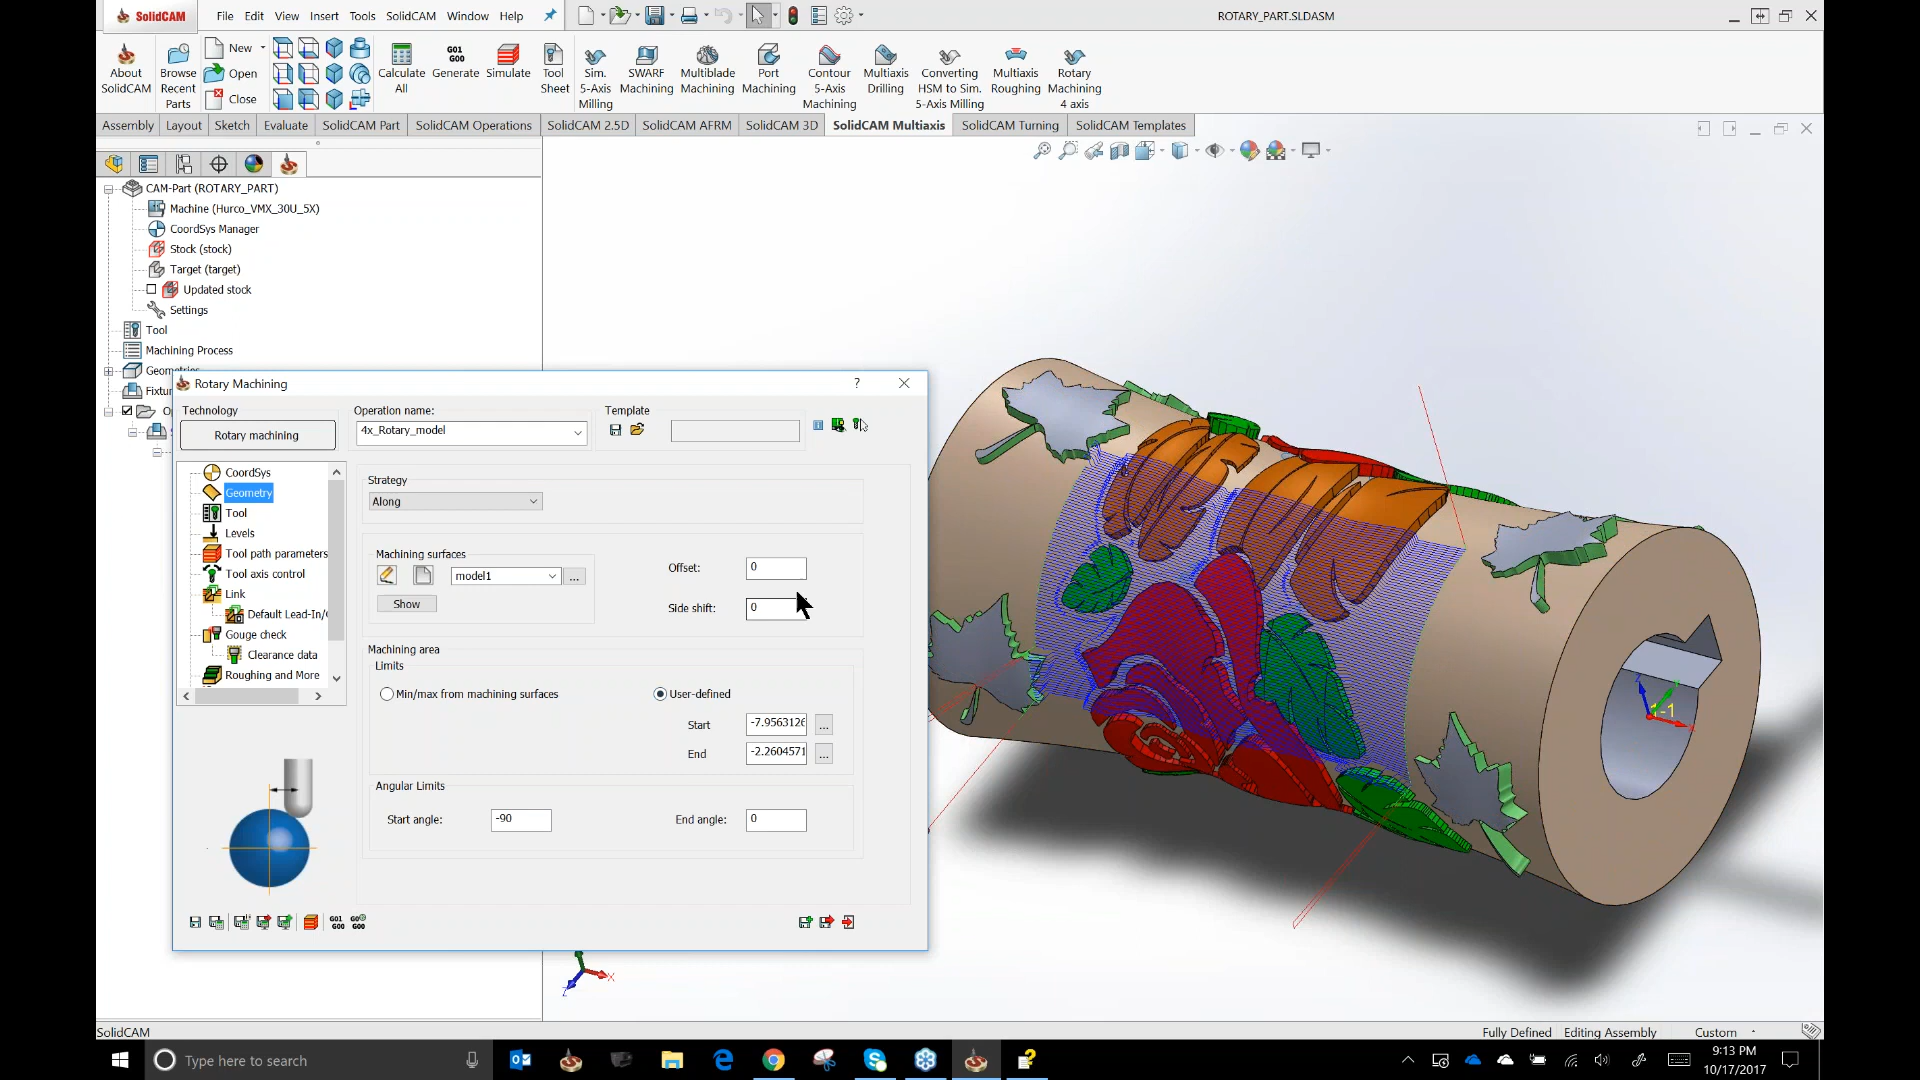 SolidCAM
File Edit View Insert Tools SolidCAM Window Help
ROTARY_PART.SLDASM
About SolidCAM
Browse Recent Parts
New
Open
Close
Calculate All
G01
G00
Generate
Simulate
Tool Sheet
Sim. 5-Axis Milling
SWARF Machining
Multiblade Machining
Port Machining
Contour 5-Axis Machining
Multiaxis Drilling
Converting HSM to Sim. 5-Axis Milling
Multiaxis Roughing
Rotary Machining 4 axis
Assembly Layout Sketch Evaluate SolidCAM Part SolidCAM Operations SolidCAM 2.5D SolidCAM AFRM SolidCAM 3D SolidCAM Multiaxis SolidCAM Turning SolidCAM Templates
CAM-Part (ROTARY_PART)
Machine (Hurco_VMX_30U_5X)
CoordSys Manager
Stock (stock)
Target (target)
Updated stock
Settings
Tool
Machining Process
Rotary Machining
?
Technology
Rotary machining
Operation name:
4x_Rotary_model
Template
CoordSys
Geometry
Tool
Levels
Tool path parameters
Tool axis control
Link
Default Lead-In/
Gouge check
Clearance data
Roughing and More
Strategy
Along
Machining surfaces
model1
...
Show
Offset: 0
Side shift: 0
Machining area
Limits
Min/max from machining surfaces
User-defined
Start -7.9563126 ...
End -2.2604571 ...
Angular Limits
Start angle: -90
End angle: 0
G01
G00
G0
G00
1-1
X
Z
SolidCAM
Fully Defined Editing Assembly Custom
Type here to search
9:13 PM
10/17/2017